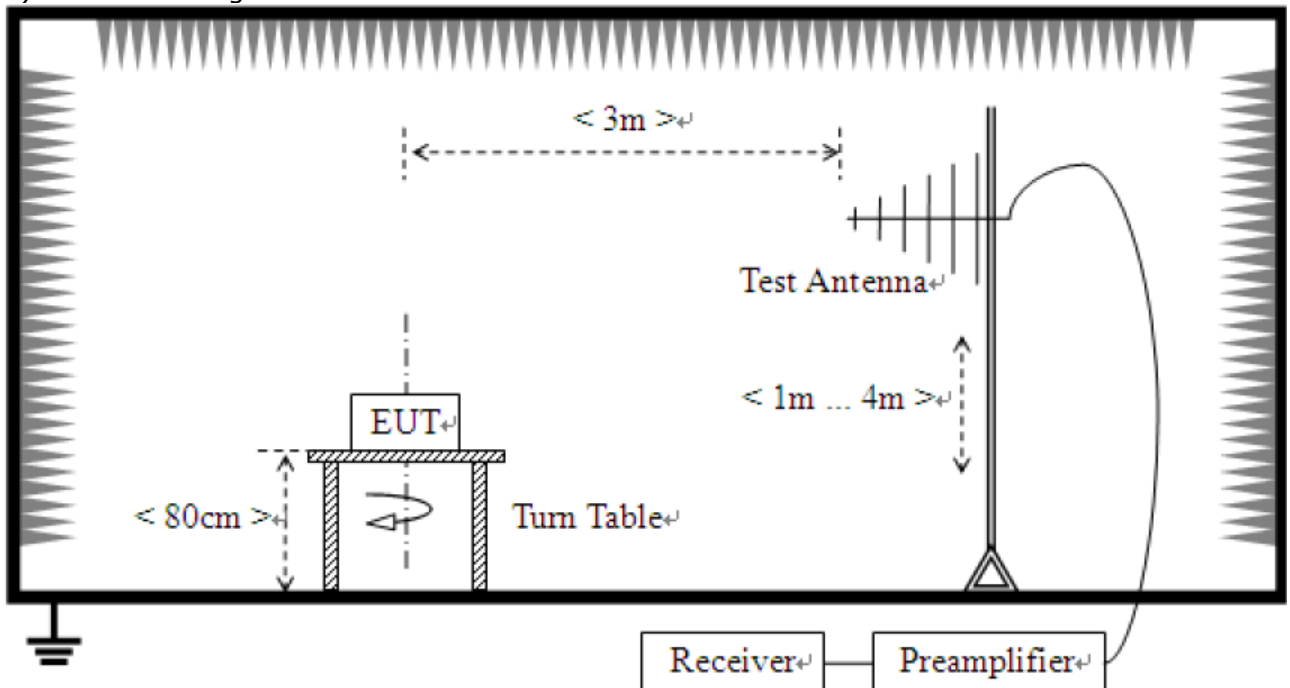 < 3m >↵
Test Antenna↵
< 1m ... 4m >↵
EUT↵
< 80cm >↵
Turn Table↵
Receiver↵
Preamplifier↵